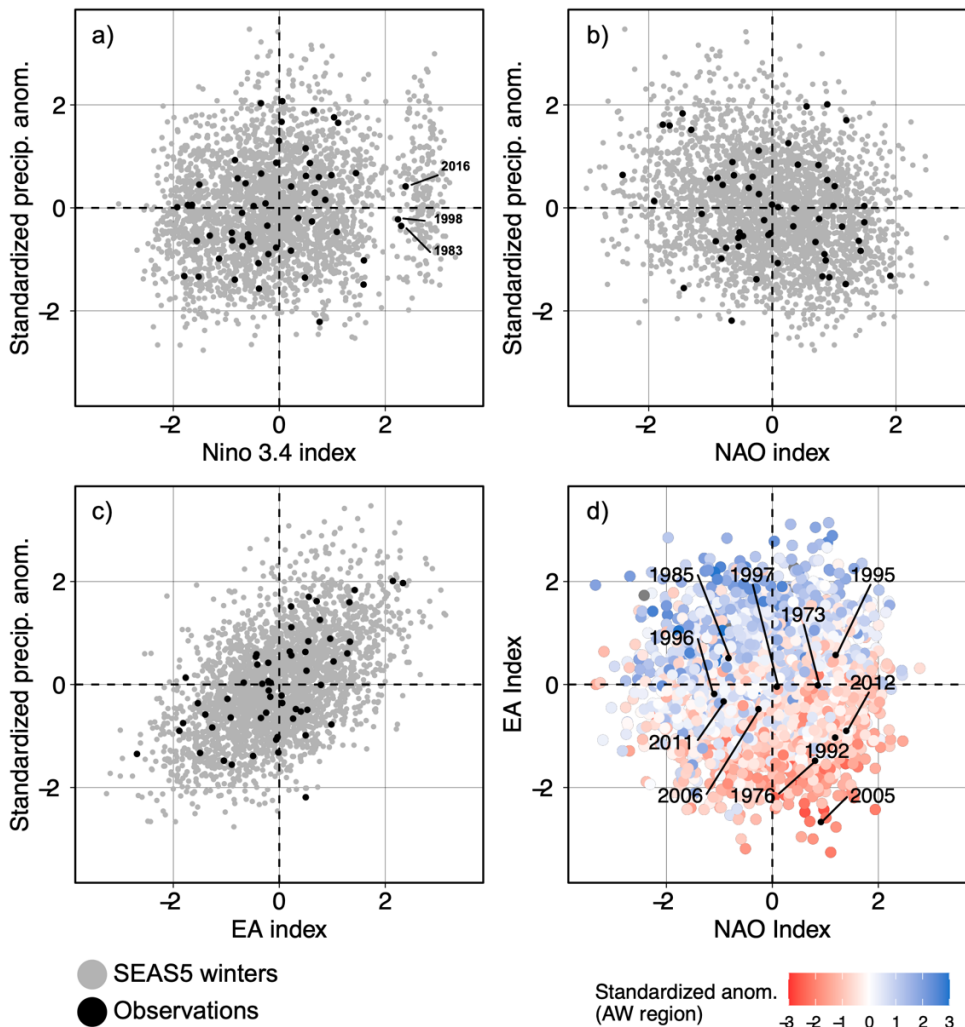 a)
Standardized precip. anom.
2
0
−2
2016
1998
1983
−2
0
2
Nino 3.4 index
b)
Standardized precip. anom.
2
0
−2
−2
0
2
NAO index
c)
Standardized precip. anom.
2
0
−2
−2
0
2
EA index
d)
EA Index
2
0
−2
1985
1997
1995
1996
1973
2012
2011
1992
2006
1976
2005
−2
0
2
NAO Index
SEAS5 winters
Observations
Standardized anom.
(AW region)
−3 −2 −1 0 1 2 3